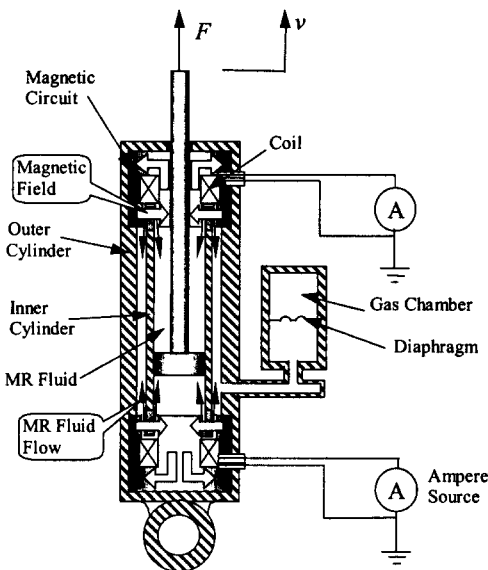 F
v
Magnetic
Circuit
Coil
Magnetic
Field
A
Outer
Cylinder
Gas Chamber
Inner
Cylinder
Diaphragm
MR Fluid
MR Fluid
Flow
A
Ampere
Source